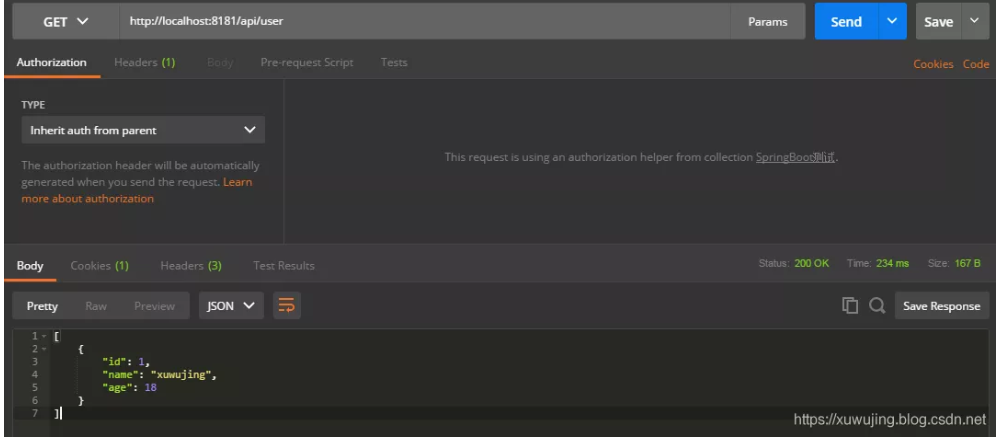 GET http://localhost:8181/api/user Params Send Save
Authorization Headers (1) Body Pre-request Script Tests Cookies Code
TYPE
Inherit auth from parent
The authorization header will be automatically
generated when you send the request. Learn
more about authorization
This request is using an authorization helper from collection SpringBoot测试.
Body Cookies (1) Headers (3) Test Results Status: 200 OK Time: 234 ms Size: 167 B
Pretty Raw Preview JSON Save Response
1 [
2 {
3 "id": 1,
4 "name": "xuwujing",
5 "age": 18
6 }
7 ]
https://xuwujing.blog.csdn.net